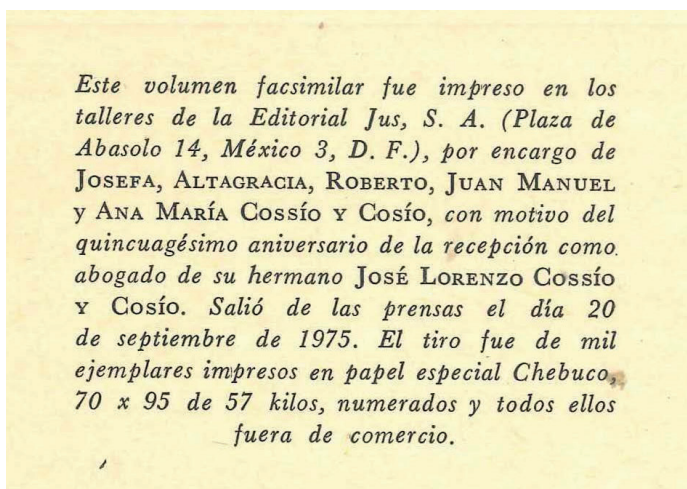 Este volumen facsimilar fue impreso en los
talleres de la Editorial Jus, S. A. (Plaza de
Abasolo 14, México 3, D. F.), por encargo de
JOSEFA, ALTAGRACIA, ROBERTO, JUAN MANUEL
y ANA MARÍA COSSÍO Y COSÍO, con motivo del
quincuagésimo aniversario de la recepción como
abogado de su hermano JOSÉ LORENZO COSSÍO
Y COSÍO. Salió de las prensas el día 20
de septiembre de 1975. El tiro fue de mil
ejemplares impresos en papel especial Chebuco,
70 x 95 de 57 kilos, numerados y todos ellos
fuera de comercio.